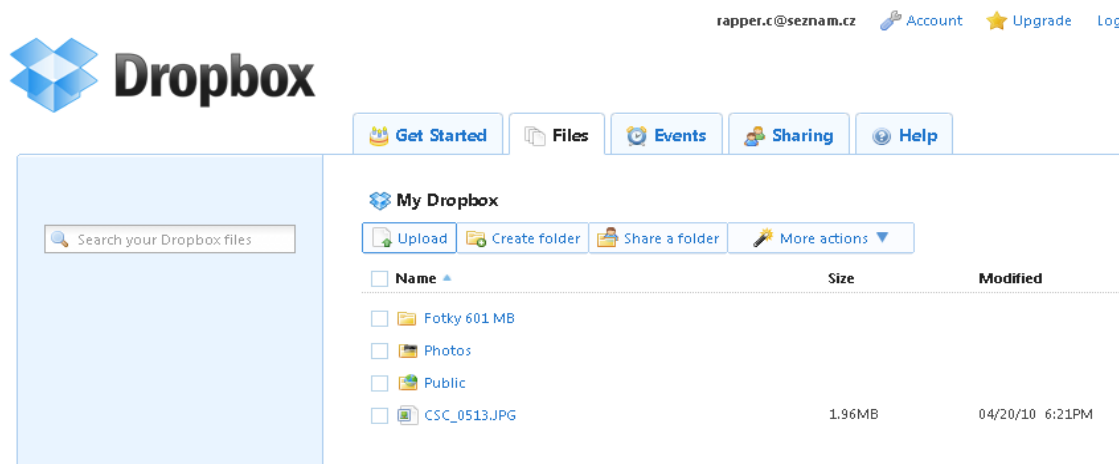 rapper.c@seznam.cz Account Upgrade Log
Dropbox
Get Started Files Events Sharing Help
My Dropbox
Search your Dropbox files
Upload Create folder Share a folder More actions
Name Size Modified
Fotky 601 MB
Photos
Public
CSC_0513.JPG 1.96MB 04/20/10 6:21PM